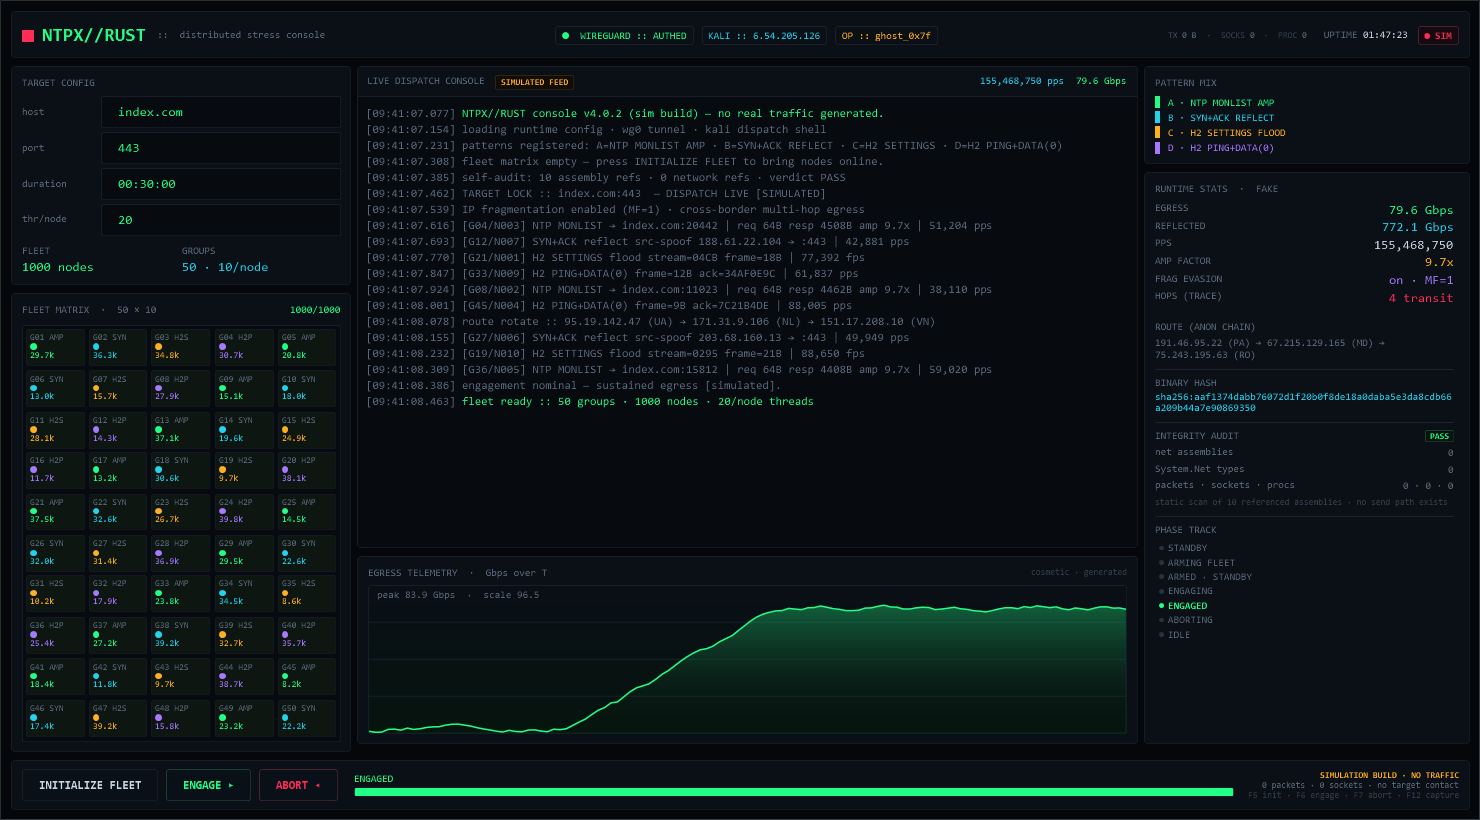 NTPX//RUST :: distributed stress console
WIREGUARD :: AUTHED
KALI :: 6.54.205.126
OP :: ghost_0x7f
TX 0 B · SOCKS 0 · PROC 0 UPTIME 01:47:23 SIM
TARGET CONFIG
host index.com
port 443
duration 00:30:00
thr/node 20
FLEET GROUPS
1000 nodes 50 · 10/node
FLEET MATRIX · 50 × 10 1000/1000
G01 AMP G02 SYN G03 H2S G04 H2P G05 AMP
29.7k 36.3k 34.8k 30.7k 20.8k
G06 SYN G07 H2S G08 H2P G09 AMP G10 SYN
13.0k 15.7k 27.9k 15.1k 18.0k
G11 H2S G12 H2P G13 AMP G14 SYN G15 H2S
28.1k 14.3k 37.1k 19.6k 24.9k
G16 H2P G17 AMP G18 SYN G19 H2S G20 H2P
11.7k 13.2k 30.6k 9.7k 38.1k
G21 AMP G22 SYN G23 H2S G24 H2P G25 AMP
37.5k 32.6k 26.7k 39.8k 14.5k
G26 SYN G27 H2S G28 H2P G29 AMP G30 SYN
32.0k 31.4k 36.9k 29.5k 22.6k
G31 H2S G32 H2P G33 AMP G34 SYN G35 H2S
10.2k 17.9k 23.8k 34.5k 8.6k
G36 H2P G37 AMP G38 SYN G39 H2S G40 H2P
25.4k 27.2k 39.2k 32.7k 35.7k
G41 AMP G42 SYN G43 H2S G44 H2P G45 AMP
18.4k 11.8k 9.7k 38.7k 8.2k
G46 SYN G47 H2S G48 H2P G49 AMP G50 SYN
17.4k 39.2k 15.8k 23.2k 22.2k
LIVE DISPATCH CONSOLE SIMULATED FEED 155,468,750 pps 79.6 Gbps
[09:41:07.077] NTPX//RUST console v4.0.2 (sim build) — no real traffic generated.
[09:41:07.154] loading runtime config · wg0 tunnel · kali dispatch shell
[09:41:07.231] patterns registered: A=NTP MONLIST AMP · B=SYN+ACK REFLECT · C=H2 SETTINGS · D=H2 PING+DATA(0)
[09:41:07.308] fleet matrix empty — press INITIALIZE FLEET to bring nodes online.
[09:41:07.385] self-audit: 10 assembly refs · 0 network refs · verdict PASS
[09:41:07.462] TARGET LOCK :: index.com:443 — DISPATCH LIVE [SIMULATED]
[09:41:07.539] IP fragmentation enabled (MF=1) · cross-border multi-hop egress
[09:41:07.616] [G04/N003] NTP MONLIST → index.com:20442 | req 64B resp 4508B amp 9.7x | 51,204 pps
[09:41:07.693] [G12/N007] SYN+ACK reflect src-spoof 188.61.22.104 → :443 | 42,881 pps
[09:41:07.770] [G21/N001] H2 SETTINGS flood stream=04CB frame=18B | 77,392 fps
[09:41:07.847] [G33/N009] H2 PING+DATA(0) frame=12B ack=34AF0E9C | 61,837 pps
[09:41:07.924] [G08/N002] NTP MONLIST → index.com:11023 | req 64B resp 4462B amp 9.7x | 38,110 pps
[09:41:08.001] [G45/N004] H2 PING+DATA(0) frame=9B ack=7C21B4DE | 88,005 pps
[09:41:08.078] route rotate :: 95.19.142.47 (UA) → 171.31.9.106 (NL) → 151.17.208.10 (VN)
[09:41:08.155] [G27/N006] SYN+ACK reflect src-spoof 203.68.160.13 → :443 | 49,949 pps
[09:41:08.232] [G19/N010] H2 SETTINGS flood stream=0295 frame=21B | 88,650 fps
[09:41:08.309] [G36/N005] NTP MONLIST → index.com:15812 | req 64B resp 4408B amp 9.7x | 59,020 pps
[09:41:08.386] engagement nominal — sustained egress [simulated].
[09:41:08.463] fleet ready :: 50 groups · 1000 nodes · 20/node threads
EGRESS TELEMETRY · Gbps over T cosmetic · generated
peak 83.9 Gbps · scale 96.5
PATTERN MIX
A · NTP MONLIST AMP
B · SYN+ACK REFLECT
C · H2 SETTINGS FLOOD
D · H2 PING+DATA(0)
RUNTIME STATS · FAKE
EGRESS 79.6 Gbps
REFLECTED 772.1 Gbps
PPS 155,468,750
AMP FACTOR 9.7x
FRAG EVASION on · MF=1
HOPS (TRACE) 4 transit
ROUTE (ANON CHAIN)
191.46.95.22 (PA) → 67.215.129.165 (MD) →
75.243.195.63 (RO)
BINARY HASH
sha256:aaf1374dabb76072d1f20b0f8de18a0daba5e3da8cdb66
a209b44a7e90869350
INTEGRITY AUDIT PASS
net assemblies 0
System.Net types 0
packets · sockets · procs 0 · 0 · 0
static scan of 10 referenced assemblies · no send path exists
PHASE TRACK
STANDBY
ARMING FLEET
ARMED · STANDBY
ENGAGING
ENGAGED
ABORTING
IDLE
INITIALIZE FLEET
ENGAGE ▸
ABORT ◂
ENGAGED
SIMULATION BUILD · NO TRAFFIC
0 packets · 0 sockets · no target contact
F5 init · F6 engage · F7 abort · F12 capture